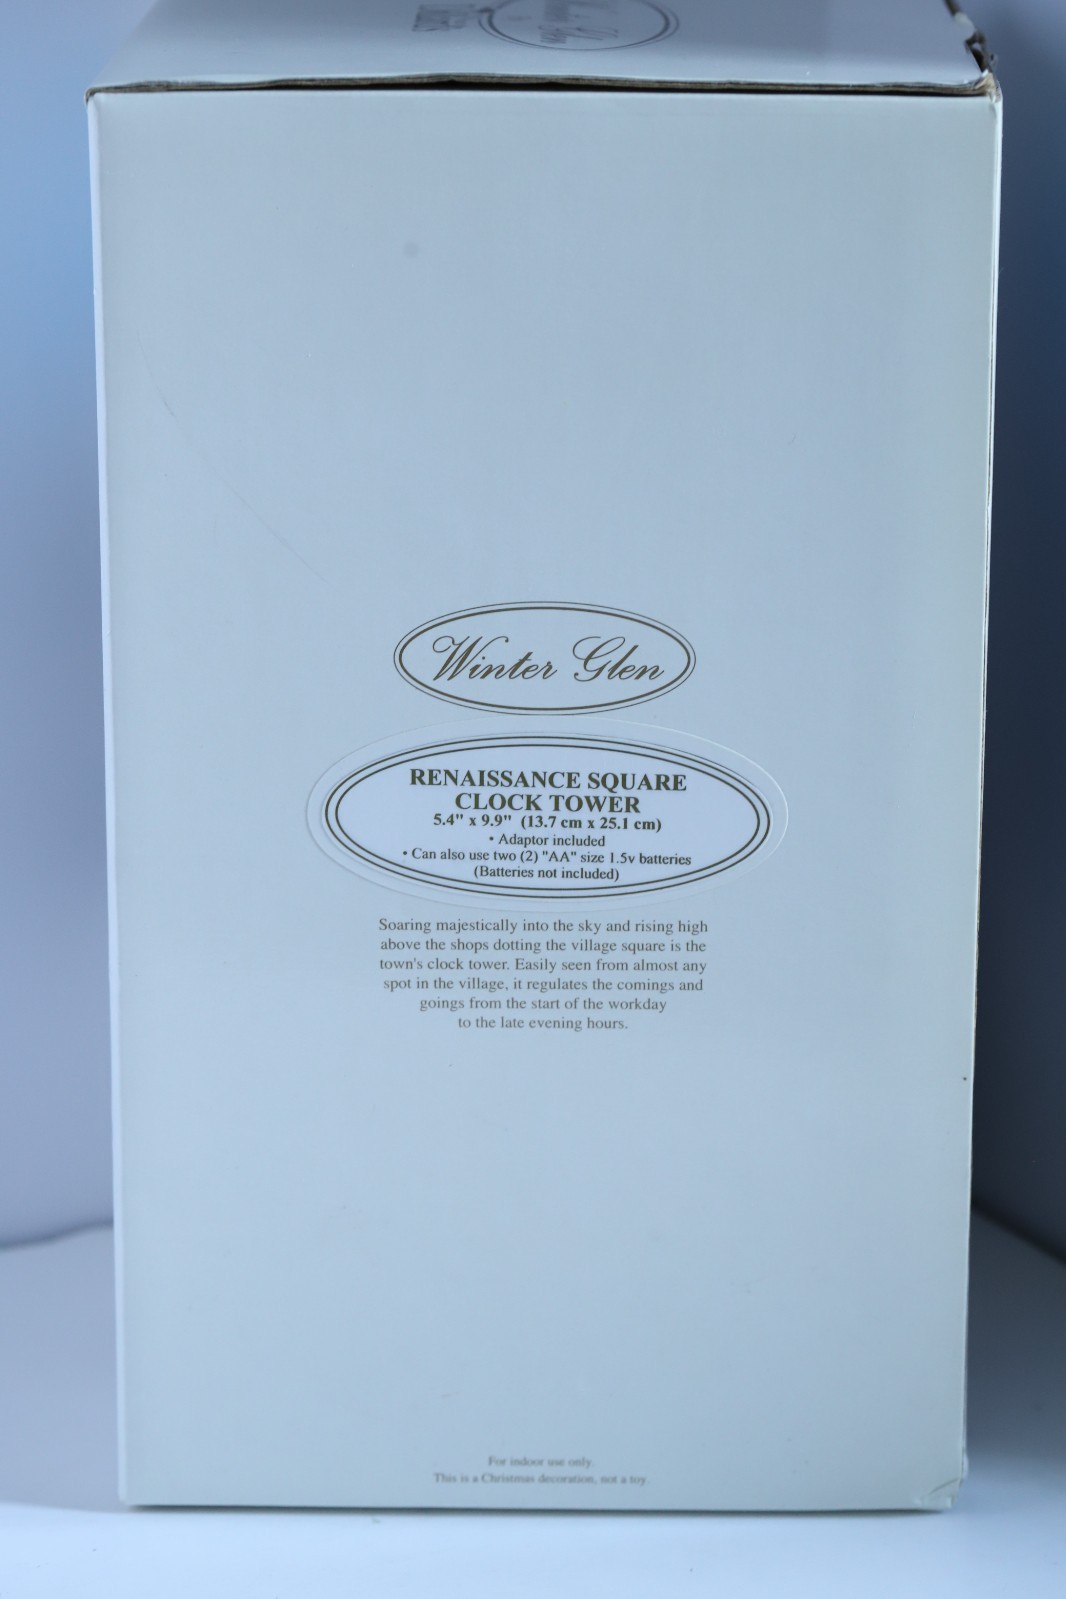 Winter Glen
RENAISSANCE SQUARE
CLOCK TOWER
5.4" x 9.9" (13.7 cm x 25.1 cm)
• Adaptor included
• Can also use two (2) "AA" size 1.5v batteries
(Batteries not included)
Soaring majestically into the sky and rising high
above the shops dotting the village square is the
town's clock tower. Easily seen from almost any
spot in the village, it regulates the comings and
goings from the start of the workday
to the late evening hours.
For indoor use only.
This is a Christmas decoration, not a toy.